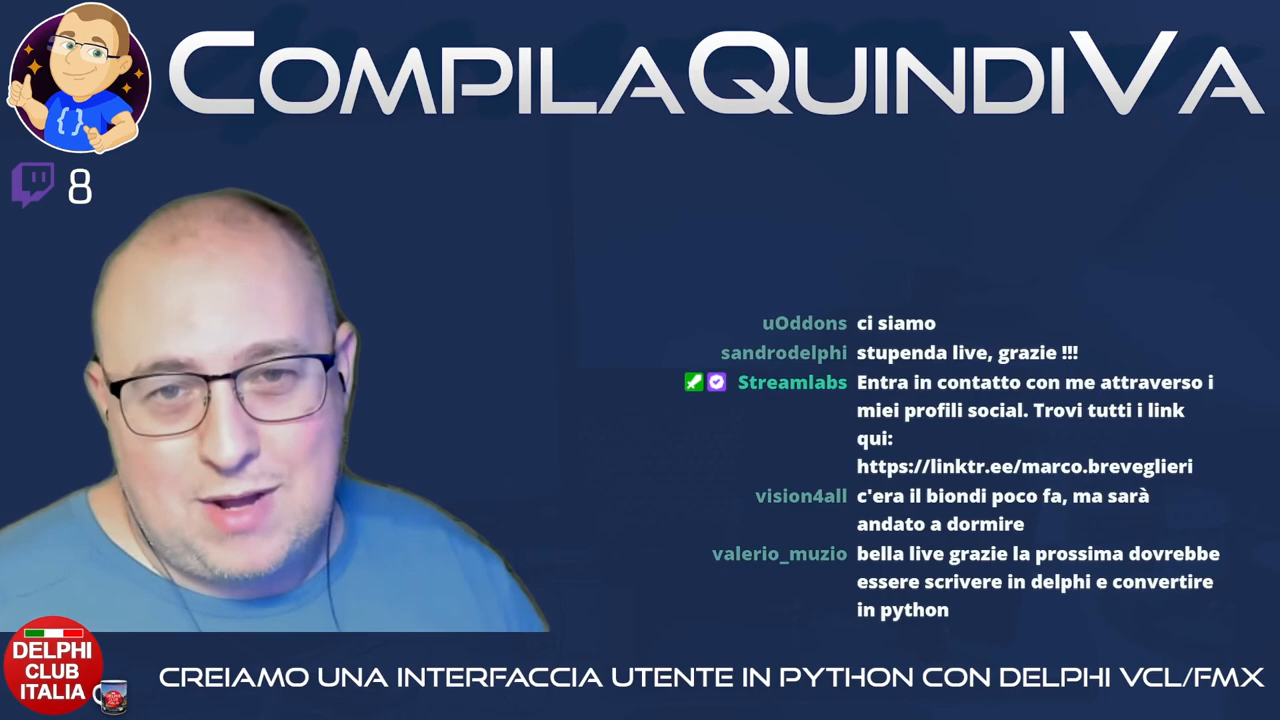 COMPILAQUINDIVA
{ }
8
uOddons ci siamo
sandrodelphi stupenda live, grazie !!!
Streamlabs Entra in contatto con me attraverso i
miei profili social. Trovi tutti i link
qui:
https://linktr.ee/marco.breveglieri
vision4all c'era il biondi poco fa, ma sarà
andato a dormire
valerio_muzio bella live grazie la prossima dovrebbe
essere scrivere in delphi e convertire
in python
DELPHI
CLUB
ITALIA
CREIAMO UNA INTERFACCIA UTENTE IN PYTHON CON DELPHI VCL/FMX